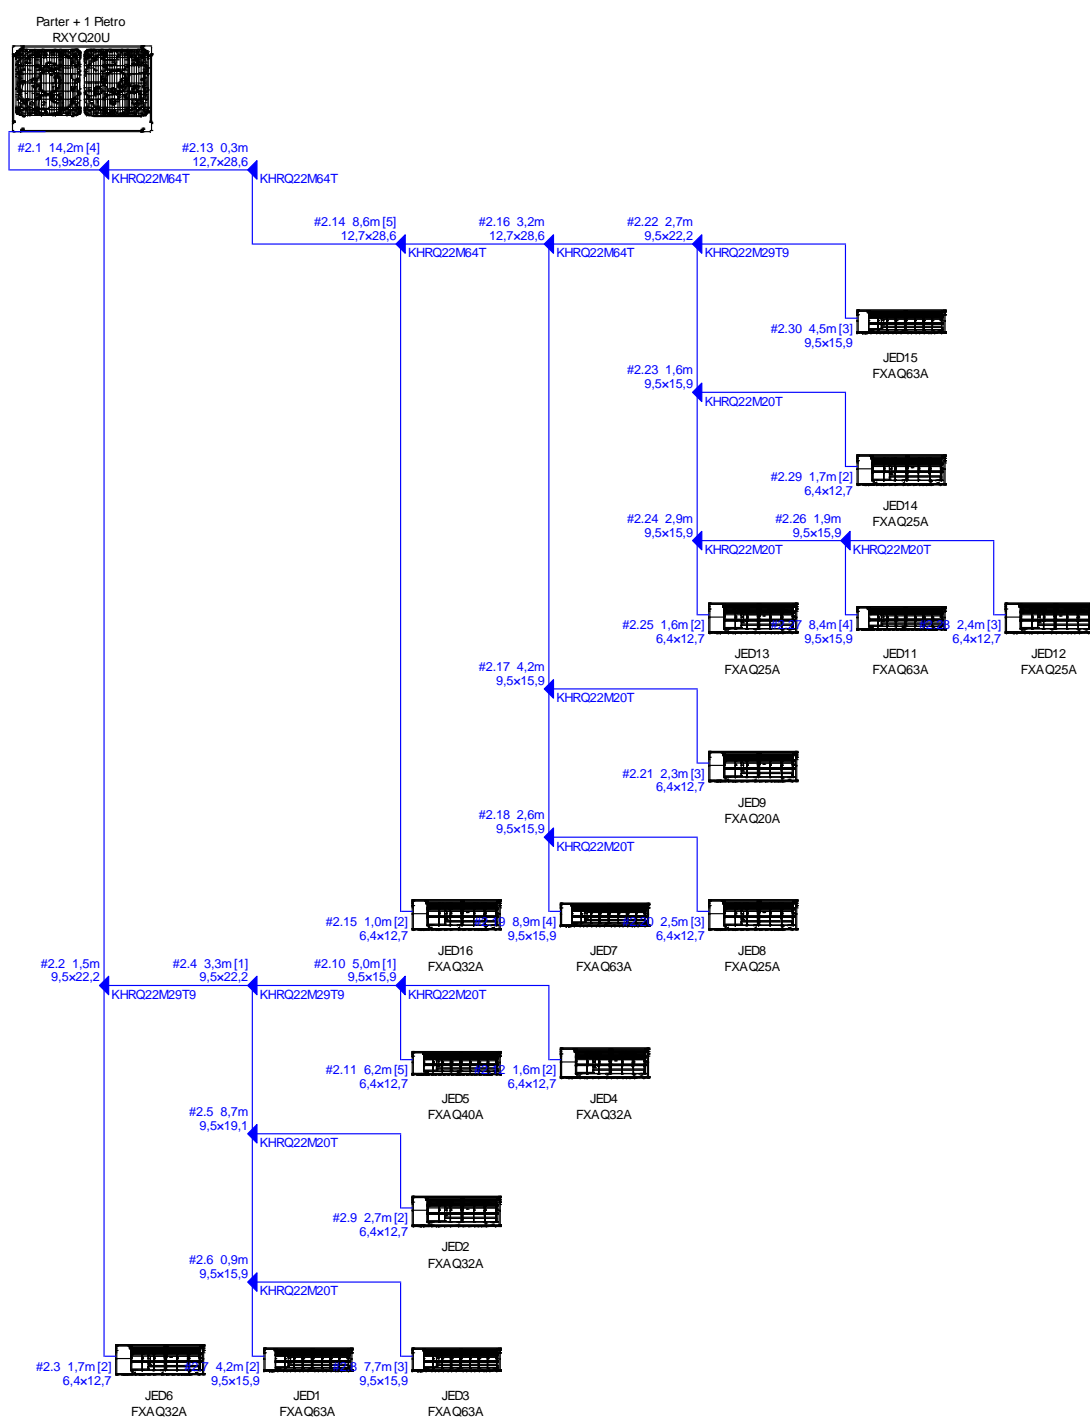 Parter + 1 Pietro
RXYQ20U
#2.1 14,2m [4]
15,9x28,6
KHRQ22M64T
#2.13 0,3m
12,7x28,6
KHRQ22M64T
#2.14 8,6m [5]
12,7x28,6
KHRQ22M64T
#2.16 3,2m
12,7x28,6
KHRQ22M64T
#2.22 2,7m
9,5x22,2
KHRQ22M29T9
#2.30 4,5m [3]
9,5x15,9
JED15
FXAQ63A
#2.23 1,6m
9,5x15,9
KHRQ22M20T
#2.29 1,7m [2]
6,4x12,7
JED14
FXAQ25A
#2.24 2,9m
9,5x15,9
KHRQ22M20T
#2.26 1,9m
9,5x15,9
KHRQ22M20T
#2.25 1,6m [2]
6,4x12,7
JED13
FXAQ25A
8,4m [4]
9,5x15,9
JED11
FXAQ63A
2,4m [3]
6,4x12,7
JED12
FXAQ25A
#2.17 4,2m
9,5x15,9
KHRQ22M20T
#2.21 2,3m [3]
6,4x12,7
JED9
FXAQ20A
#2.18 2,6m
9,5x15,9
KHRQ22M20T
#2.15 1,0m [2]
6,4x12,7
JED16
FXAQ32A
8,9m [4]
9,5x15,9
JED7
FXAQ63A
2,5m [3]
6,4x12,7
JED8
FXAQ25A
#2.2 1,5m
9,5x22,2
KHRQ22M29T9
#2.4 3,3m [1]
9,5x22,2
KHRQ22M29T9
#2.10 5,0m [1]
9,5x15,9
KHRQ22M20T
#2.11 6,2m [5]
6,4x12,7
JED5
FXAQ40A
1,6m [2]
6,4x12,7
JED4
FXAQ32A
#2.5 8,7m
9,5x19,1
KHRQ22M20T
#2.9 2,7m [2]
6,4x12,7
JED2
FXAQ32A
#2.6 0,9m
9,5x15,9
KHRQ22M20T
#2.3 1,7m [2]
6,4x12,7
JED6
FXAQ32A
4,2m [2]
9,5x15,9
JED1
FXAQ63A
7,7m [3]
9,5x15,9
JED3
FXAQ63A